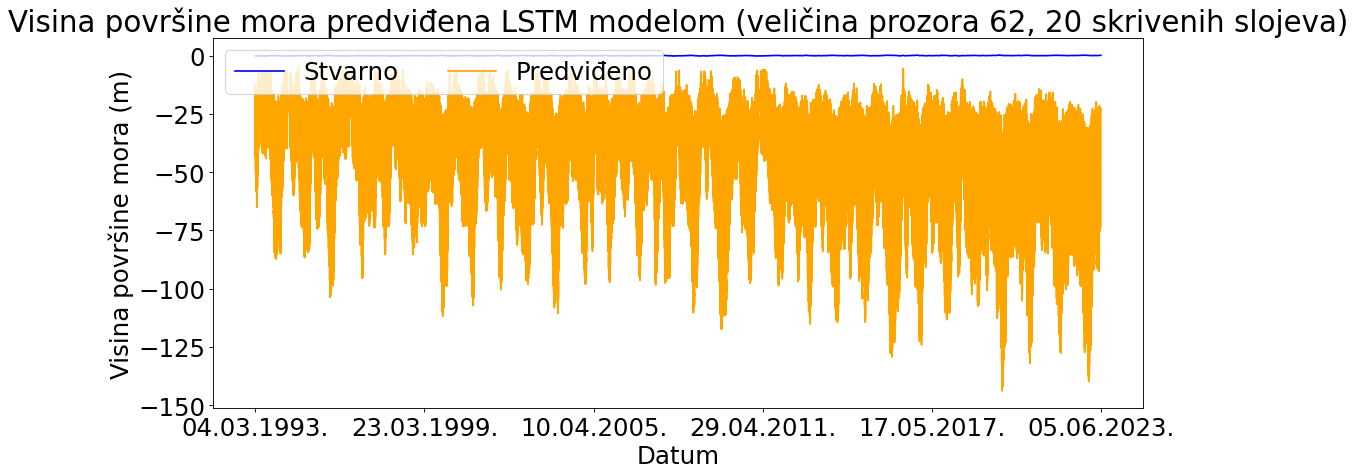 Visina površine mora predviđena LSTM modelom (veličina prozora 62, 20 skrivenih slojeva)
Stvarno Predviđeno
Visina površine mora (m)
0
−25
−50
−75
−100
−125
−150
04.03.1993. 23.03.1999. 10.04.2005. 29.04.2011. 17.05.2017. 05.06.2023.
Datum